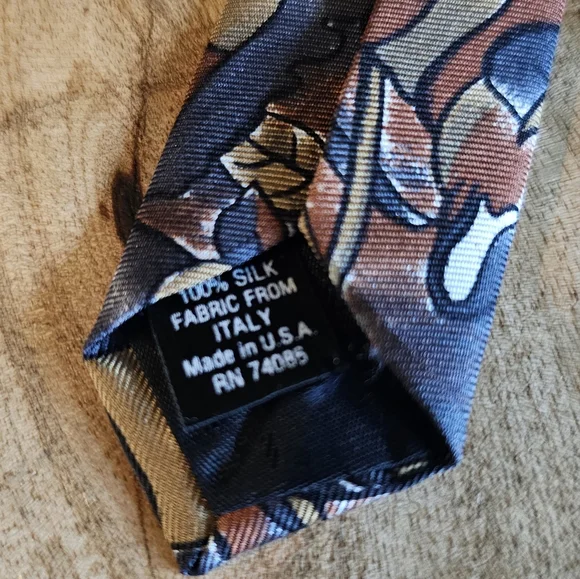 100% SILK
FABRIC FROM
ITALY
Made in U.S.A.
RN 74085